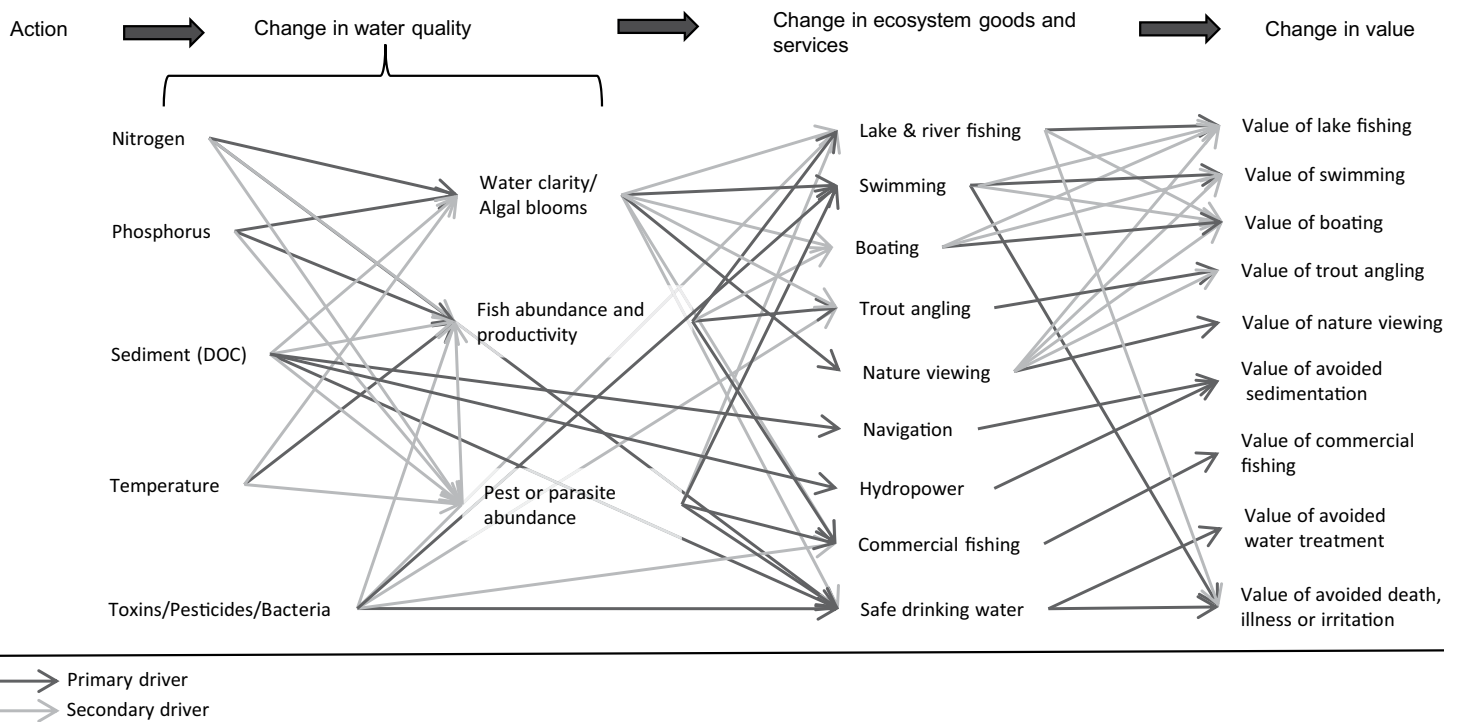 Action
Change in water quality
Change in ecosystem goods and
services
Change in value
Nitrogen
Phosphorus
Sediment (DOC)
Temperature
Toxins/Pesticides/Bacteria
Water clarity/
Algal blooms
Fish abundance and
productivity
Pest or parasite
abundance
Lake & river fishing
Swimming
Boating
Trout angling
Nature viewing
Navigation
Hydropower
Commercial fishing
Safe drinking water
Value of lake fishing
Value of swimming
Value of boating
Value of trout angling
Value of nature viewing
Value of avoided
sedimentation
Value of commercial
fishing
Value of avoided
water treatment
Value of avoided death,
illness or irritation
Primary driver
Secondary driver